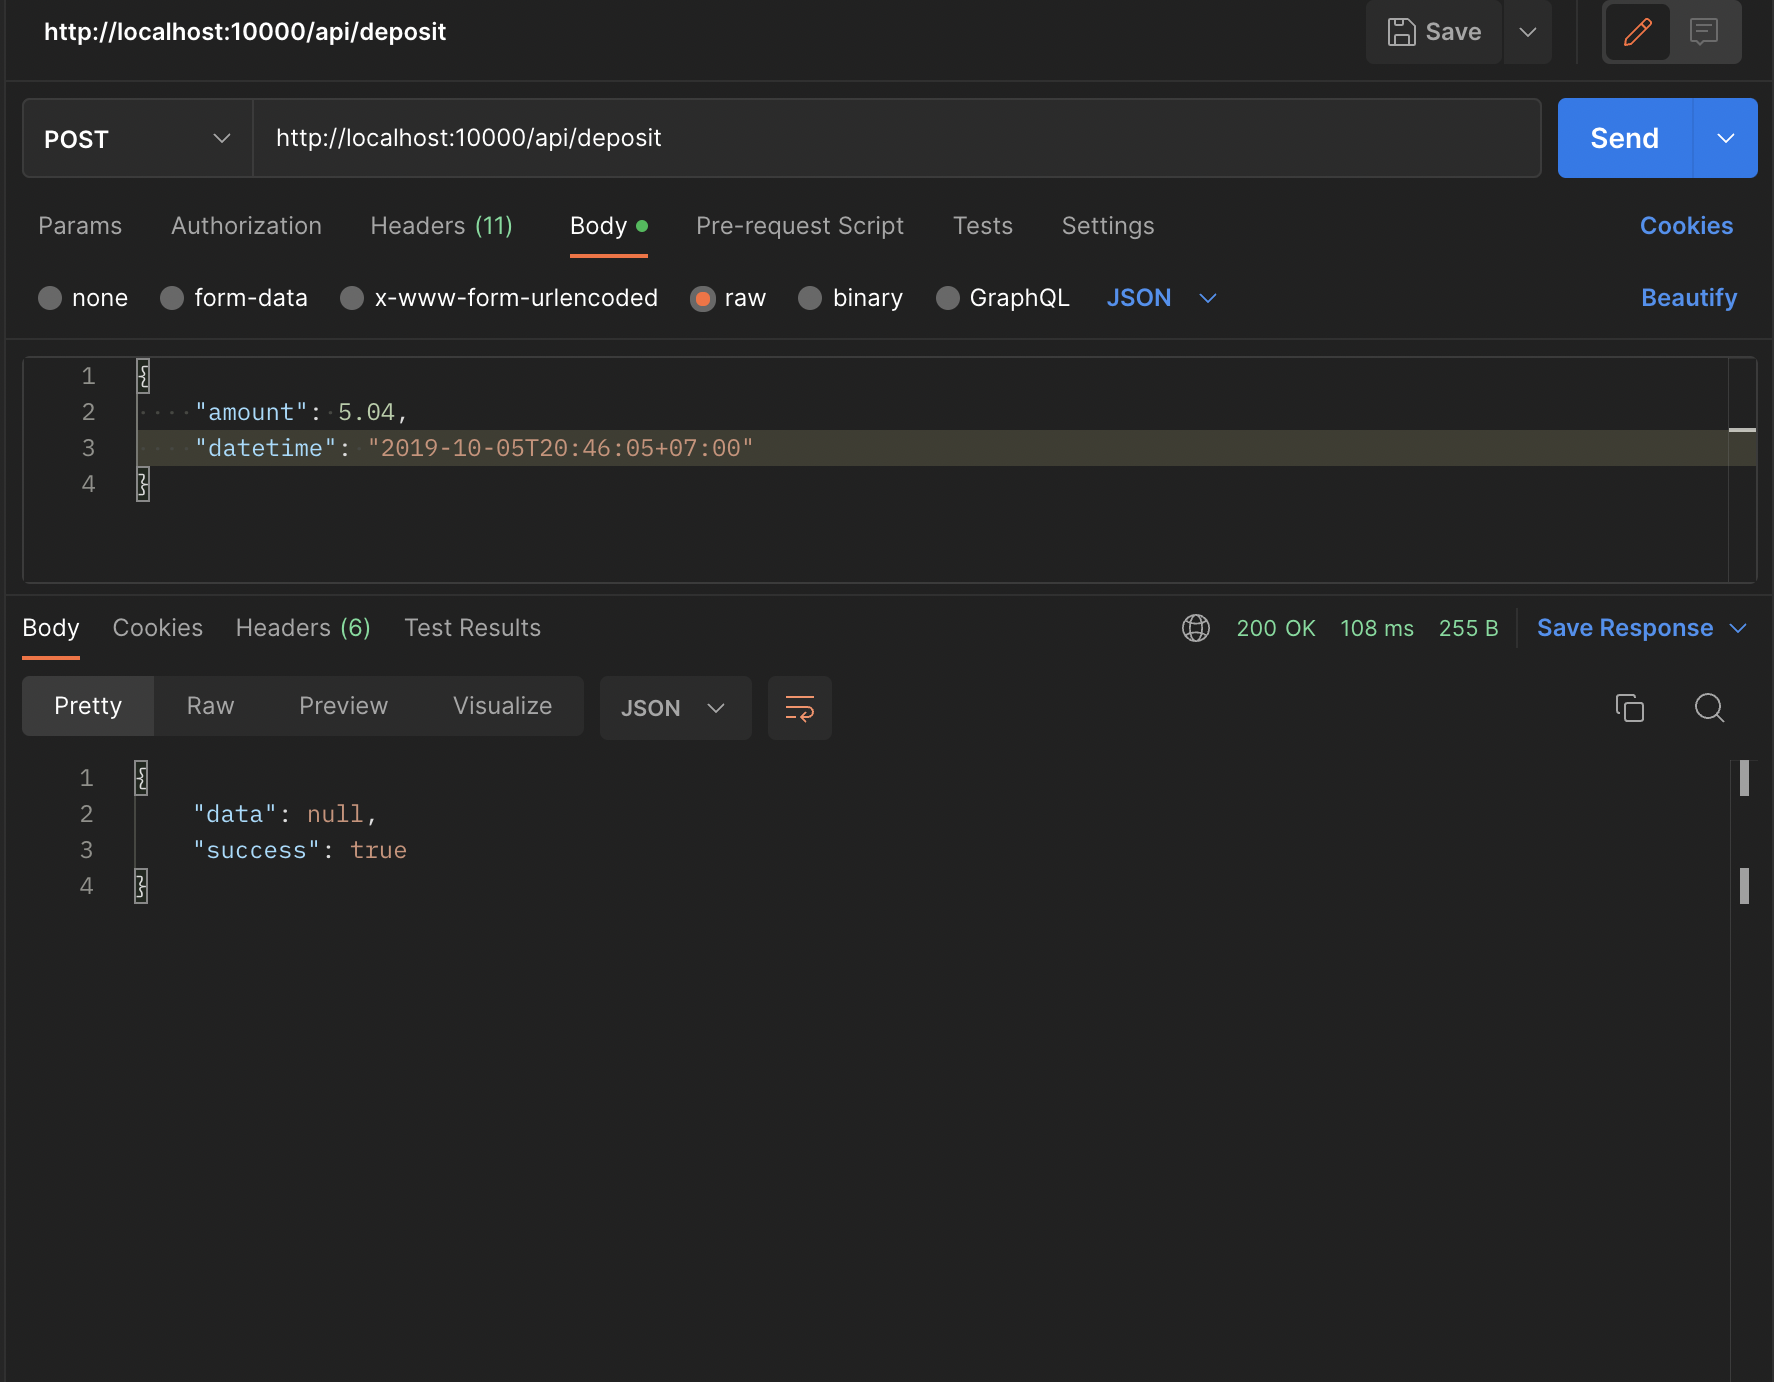 http://localhost:10000/api/deposit
Save
POST http://localhost:10000/api/deposit Send
Params Authorization Headers (11) Body Pre-request Script Tests Settings Cookies
none form-data x-www-form-urlencoded raw binary GraphQL JSON Beautify
1 {
2 "amount": 5.04,
3 "datetime": "2019-10-05T20:46:05+07:00"
4 }
Body Cookies Headers (6) Test Results 200 OK 108 ms 255 B Save Response
Pretty Raw Preview Visualize JSON
1 {
2 "data": null,
3 "success": true
4 }